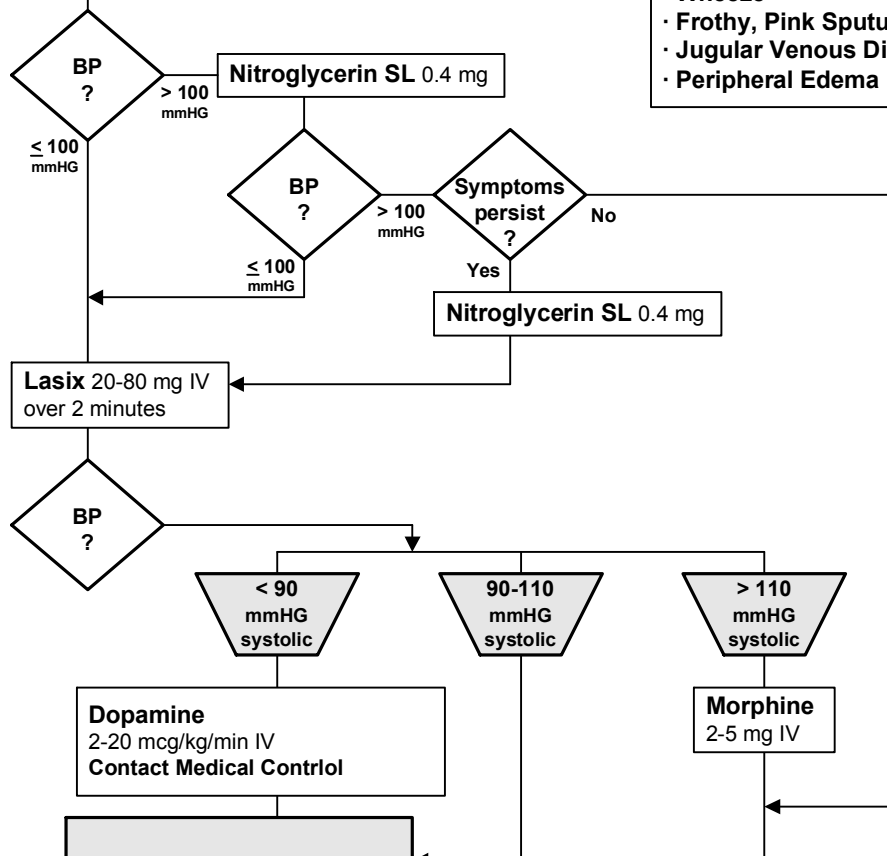 · Frothy, Pink
· Jugular Venous
· Peripheral Edema
BP
?
> 100
mmHG
≤ 100
mmHG
Nitroglycerin SL 0.4 mg
BP
?
> 100
mmHG
≤ 100
mmHG
Symptoms
persist
?
No
Yes
Nitroglycerin SL 0.4 mg
Lasix 20-80 mg IV
over 2 minutes
BP
?
< 90
mmHG
systolic
90-110
mmHG
systolic
> 110
mmHG
systolic
Dopamine
2-20 mcg/kg/min IV
Contact Medical Contrlol
Morphine
2-5 mg IV